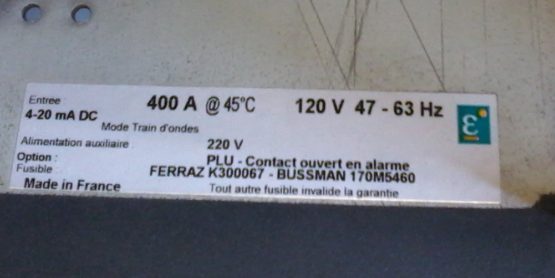 Entree 400 A @ 45°C 120 V 47 - 63 Hz
4-20 mA DC
Mode Train d'ondes
Alimentation auxiliaire 220 V
Option : PLU - Contact ouvert en alarme
Fusible : FERRAZ K300067 - BUSSMAN 170M5460
Made in France Tout autre fusible invalide la garantie